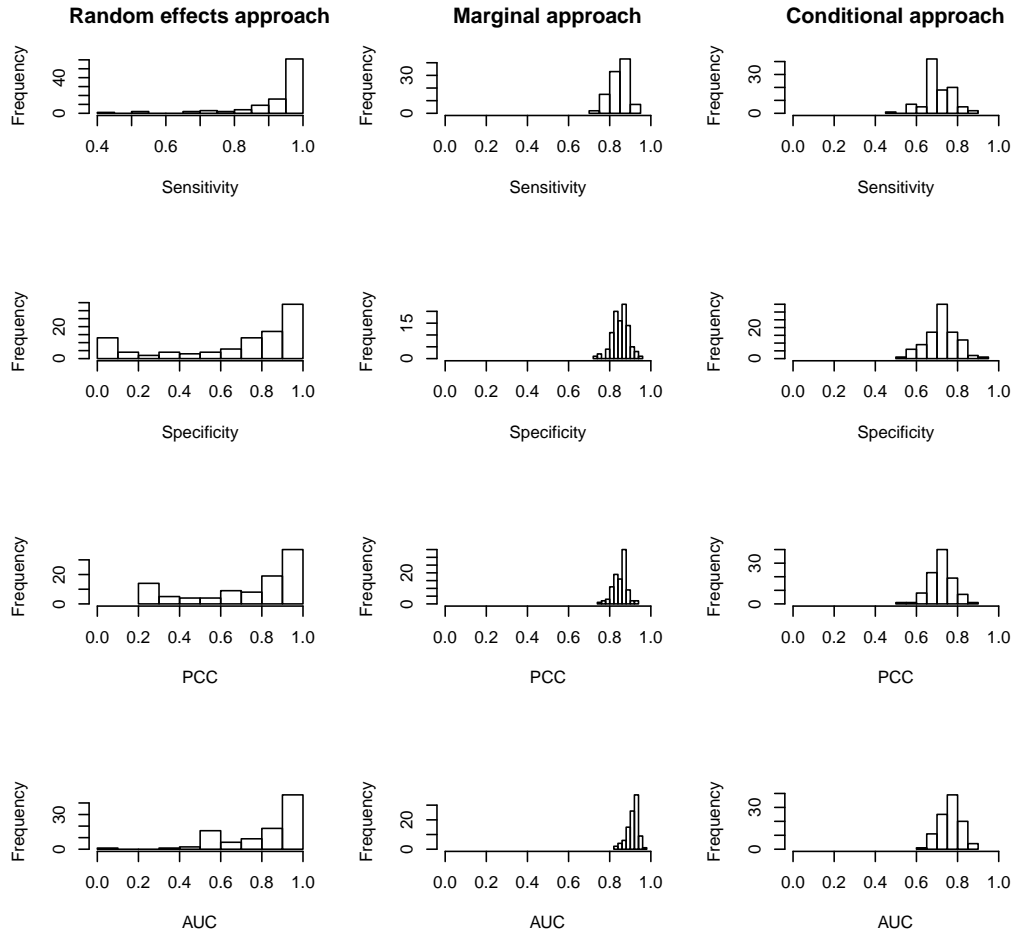 Random effects approach Marginal approach Conditional approach
Frequency
0 40
0.4 0.6 0.8 1.0
Sensitivity
Frequency
0 10 30
0.0 0.2 0.4 0.6 0.8 1.0
Sensitivity
Frequency
0 30
0.0 0.2 0.4 0.6 0.8 1.0
Sensitivity
Frequency
0 20
0.0 0.2 0.4 0.6 0.8 1.0
Specificity
Frequency
0 15
0.0 0.2 0.4 0.6 0.8 1.0
Specificity
Frequency
0 20
0.0 0.2 0.4 0.6 0.8 1.0
Specificity
Frequency
0 20
0.0 0.2 0.4 0.6 0.8 1.0
PCC
Frequency
0 20
0.0 0.2 0.4 0.6 0.8 1.0
PCC
Frequency
0 30
0.0 0.2 0.4 0.6 0.8 1.0
PCC
Frequency
0 30
0.0 0.2 0.4 0.6 0.8 1.0
AUC
Frequency
0 20
0.0 0.2 0.4 0.6 0.8 1.0
AUC
Frequency
0 30
0.0 0.2 0.4 0.6 0.8 1.0
AUC